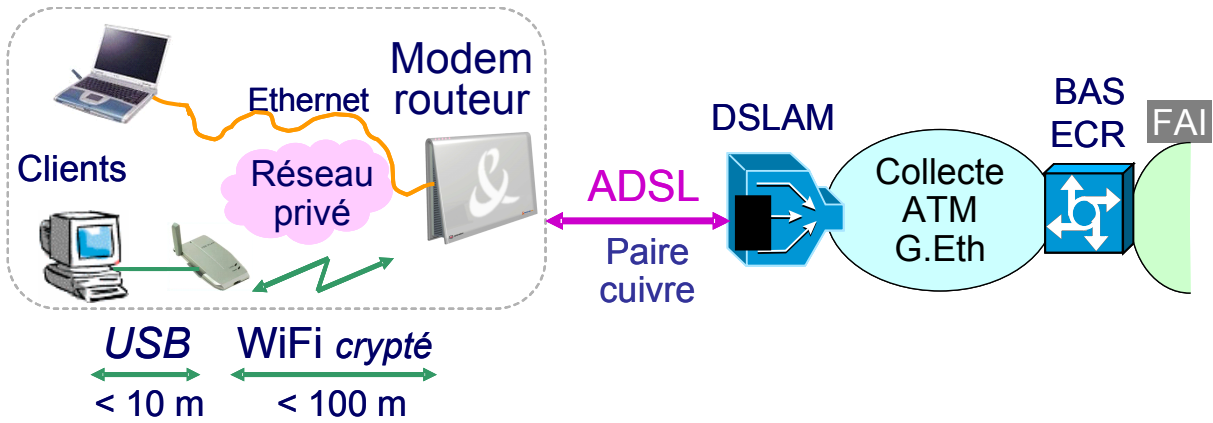 Modem
routeur
Ethernet
Clients
Réseau
privé
&
ADSL
Paire
cuivre
DSLAM
Collecte
ATM
G.Eth
BAS
ECR
FAI
USB
< 10 m
WiFi crypté
< 100 m